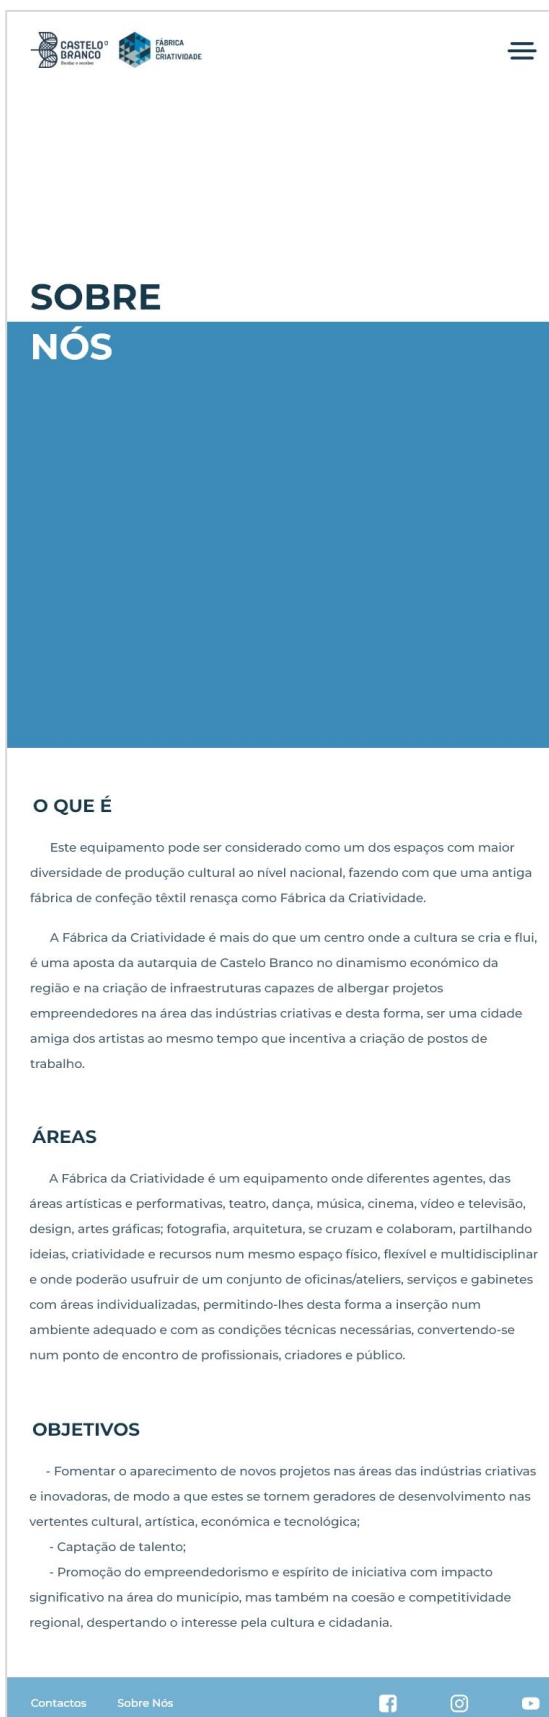 CASTELO
BRANCO
FÁBRICA
DA
CRIATIVIDADE
SOBRE
NÓS
O QUE É
Este equipamento pode ser considerado como um dos espaços com maior
diversidade de produção cultural ao nível nacional, fazendo com que uma antiga
fábrica de confeção têxtil renasça como Fábrica da Criatividade.
A Fábrica da Criatividade é mais do que um centro onde a cultura se cria e flui,
é uma aposta da autarquia de Castelo Branco no dinamismo económico da
região e na criação de infraestruturas capazes de albergar projetos
empreendedores na área das indústrias criativas e desta forma, ser uma cidade
amiga dos artistas ao mesmo tempo que incentiva a criação de postos de
trabalho.
ÁREAS
A Fábrica da Criatividade é um equipamento onde diferentes agentes, das
áreas artísticas e performativas, teatro, dança, música, cinema, vídeo e televisão,
design, artes gráficas; fotografia, arquitetura, se cruzam e colaboram, partilhando
ideias, criatividade e recursos num mesmo espaço físico, flexível e multidisciplinar
e onde poderão usufruir de um conjunto de oficinas/ateliers, serviços e gabinetes
com áreas individualizadas, permitindo-lhes desta forma a inserção num
ambiente adequado e com as condições técnicas necessárias, convertendo-se
num ponto de encontro de profissionais, criadores e público.
OBJETIVOS
- Fomentar o aparecimento de novos projetos nas áreas das indústrias criativas
e inovadoras, de modo a que estes se tornem geradores de desenvolvimento nas
vertentes cultural, artística, económica e tecnológica;
- Captação de talento;
- Promoção do empreendedorismo e espírito de iniciativa com impacto
significativo na área do município, mas também na coesão e competitividade
regional, despertando o interesse pela cultura e cidadania.
Contactos Sobre Nós